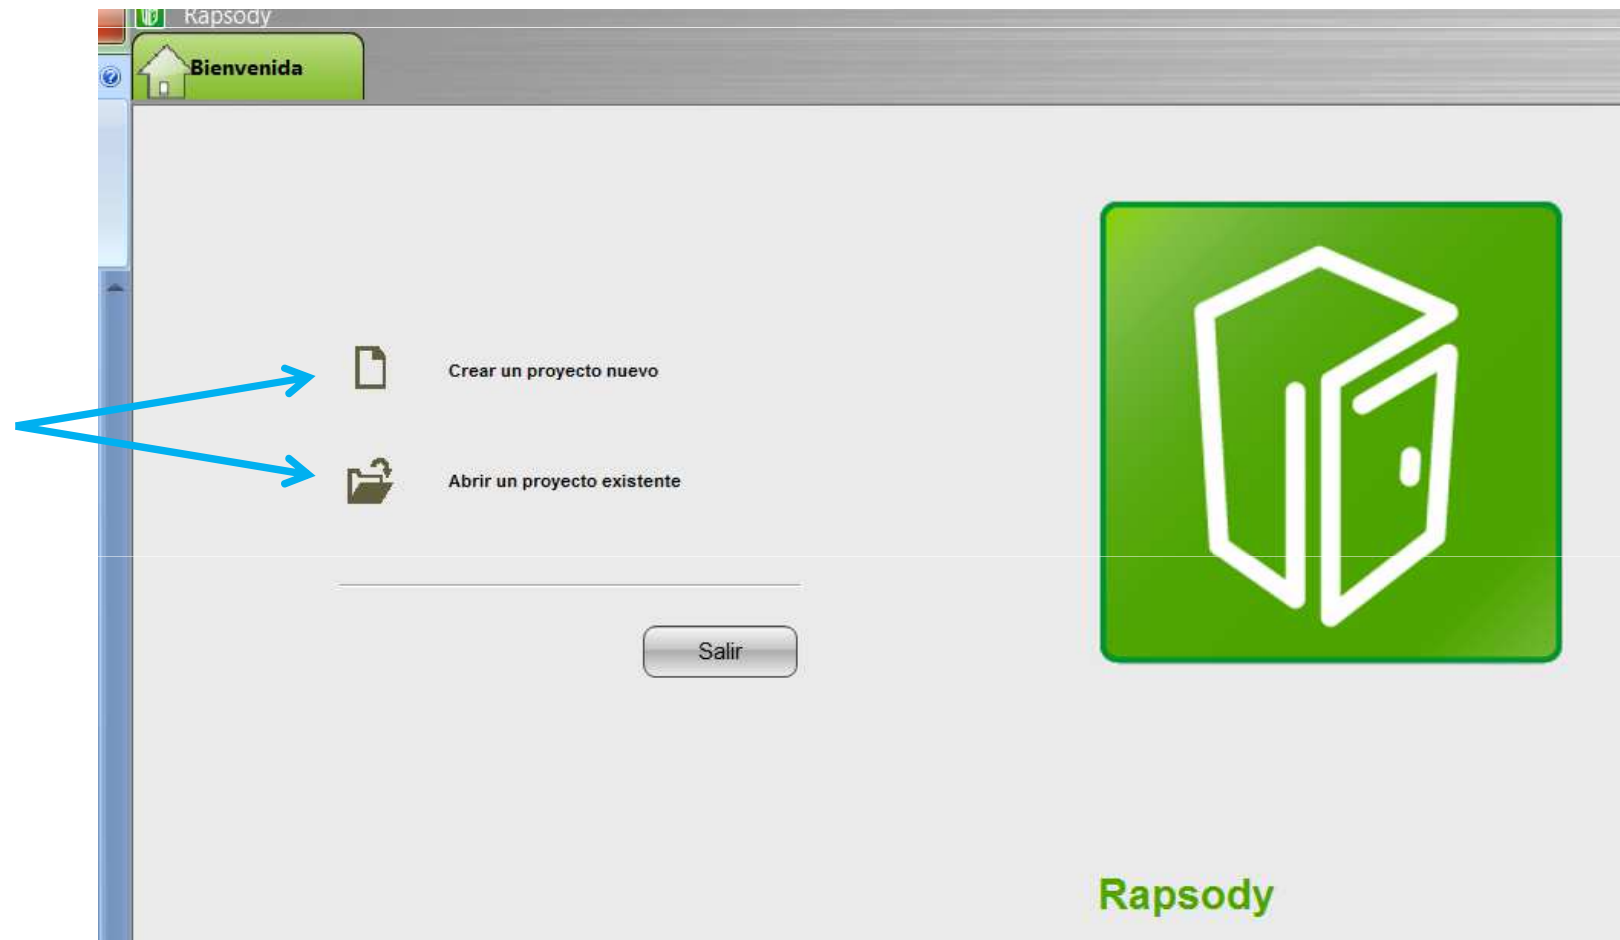 Rapsody
Bienvenida
Crear un proyecto nuevo
Abrir un proyecto existente
Salir
Rapsody